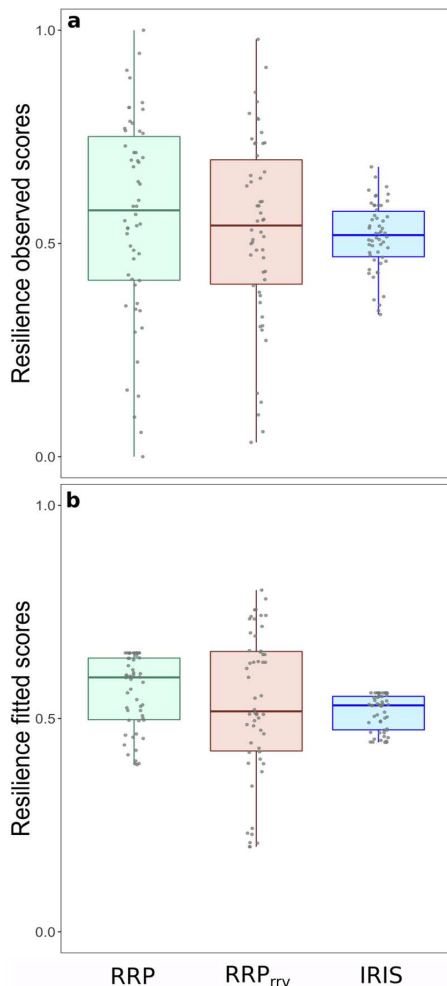 a
1.0
0.5
0.0
Resilience observed scores
b
1.0
0.5
0.0
Resilience fitted scores
RRP
RRPrrv
IRIS